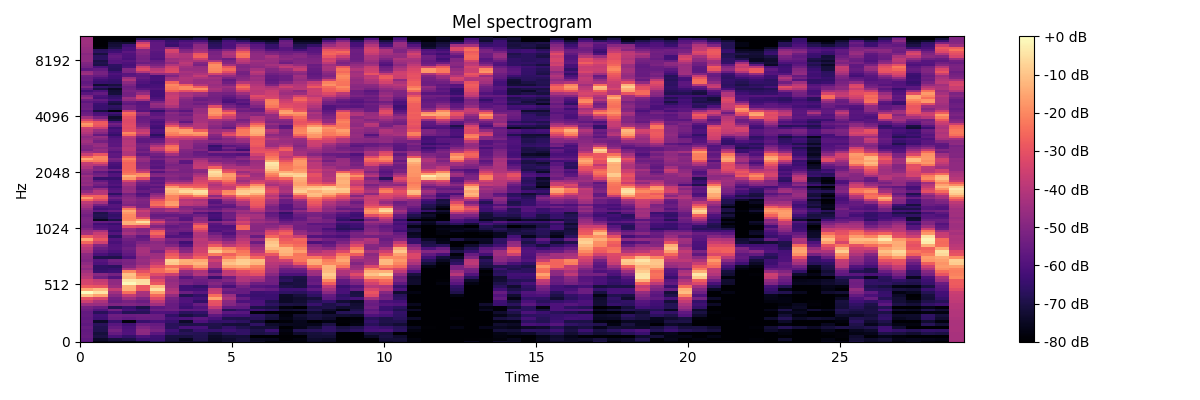 Mel spectrogram
8192
4096
2048
1024
512
0
Hz
0 5 10 15 20 25
Time
+0 dB
-10 dB
-20 dB
-30 dB
-40 dB
-50 dB
-60 dB
-70 dB
-80 dB